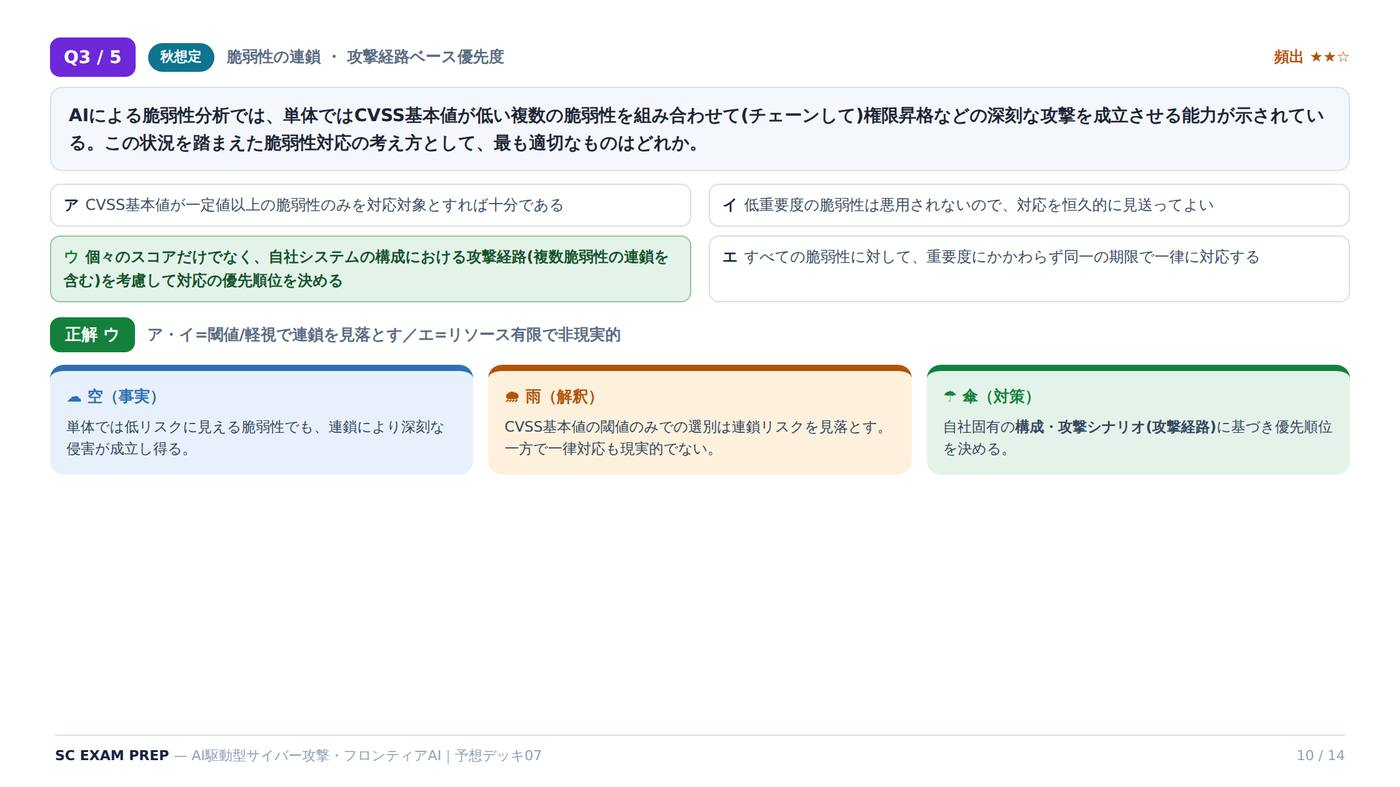 Q3 / 5 秋想定 脆弱性の連鎖 ・ 攻撃経路ベース優先度 頻出 ★★☆
AIによる脆弱性分析では、単体ではCVSS基本値が低い複数の脆弱性を組み合わせて(チェーンして)権限昇格などの深刻な攻撃を成立させる能力が示されてい
る。この状況を踏まえた脆弱性対応の考え方として、最も適切なものはどれか。
ア CVSS基本値が一定値以上の脆弱性のみを対応対象とすれば十分である
イ 低重要度の脆弱性は悪用されないので、対応を恒久的に見送ってよい
ウ 個々のスコアだけでなく、自社システムの構成における攻撃経路(複数脆弱性の連鎖を
含む)を考慮して対応の優先順位を決める
エ すべての脆弱性に対して、重要度にかかわらず同一の期限で一律に対応する
正解 ウ ア・イ=閾値/軽視で連鎖を見落とす／エ=リソース有限で非現実的
☁ 空（事実）
単体では低リスクに見える脆弱性でも、連鎖により深刻な
侵害が成立し得る。
🌧 雨（解釈）
CVSS基本値の閾値のみでの選別は連鎖リスクを見落とす。
一方で一律対応も現実的でない。
☂ 傘（対策）
自社固有の構成・攻撃シナリオ(攻撃経路)に基づき優先順位
を決める。
SC EXAM PREP — AI駆動型サイバー攻撃・フロンティアAI｜予想デッキ07 10 / 14